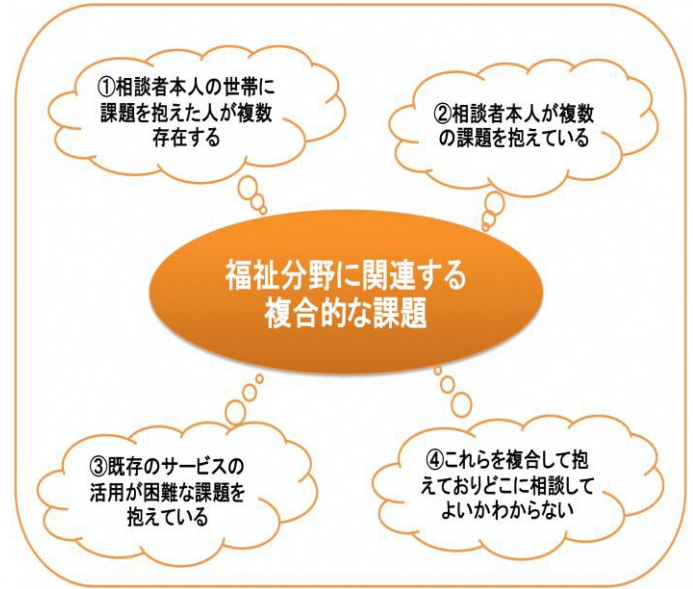 ①相談者本人の世帯に
課題を抱えた人が複数
存在する
②相談者本人が複数
の課題を抱えている
福祉分野に関連する
複合的な課題
③既存のサービスの
活用が困難な課題を
抱えている
④これらを複合して抱
えておりどこに相談して
よいかわからない